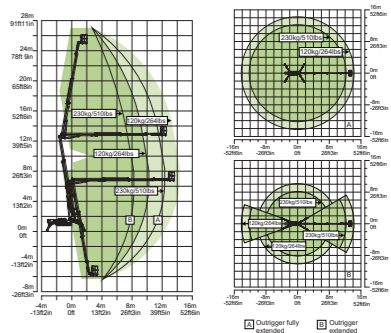 28m
91ft11in
24m
78ft 9in
20m
65ft8in
16m
52ft6in
12m
39ft5in
8m
26ft3in
4m
13ft2in
0m
0ft
-4m
-13ft2in
-8m
-26ft3in
230kg/510lbs
120kg/264lbs
120kg/264lbs
230kg/510lbs
B
A
-4m 0m 4m 8m 12m 16m
-13ft2in 0ft 13ft2in 26ft3in 39ft5in 52ft6in
16m
52ft6in
8m
26ft3in
0m
0ft
-8m
-26ft3in
-16m
-52ft6in
230kg/510lbs
120kg/264lbs
A
-16m -8m 0m 8m 16m
-52ft6in -26ft3in 0ft 26ft3in 52ft6in
16m
52ft6in
8m
26ft3in
0m
0ft
-8m
-26ft3in
-16m
-52ft6in
230kg/510lbs
120kg/264lbs
230kg/510lbs
120kg/264lbs
B
-16m -8m 0m 8m 16m
-52ft6in -26ft3in 0ft 26ft3in 52ft6in
A Outrigger fully
extended
B Outrigger
extended